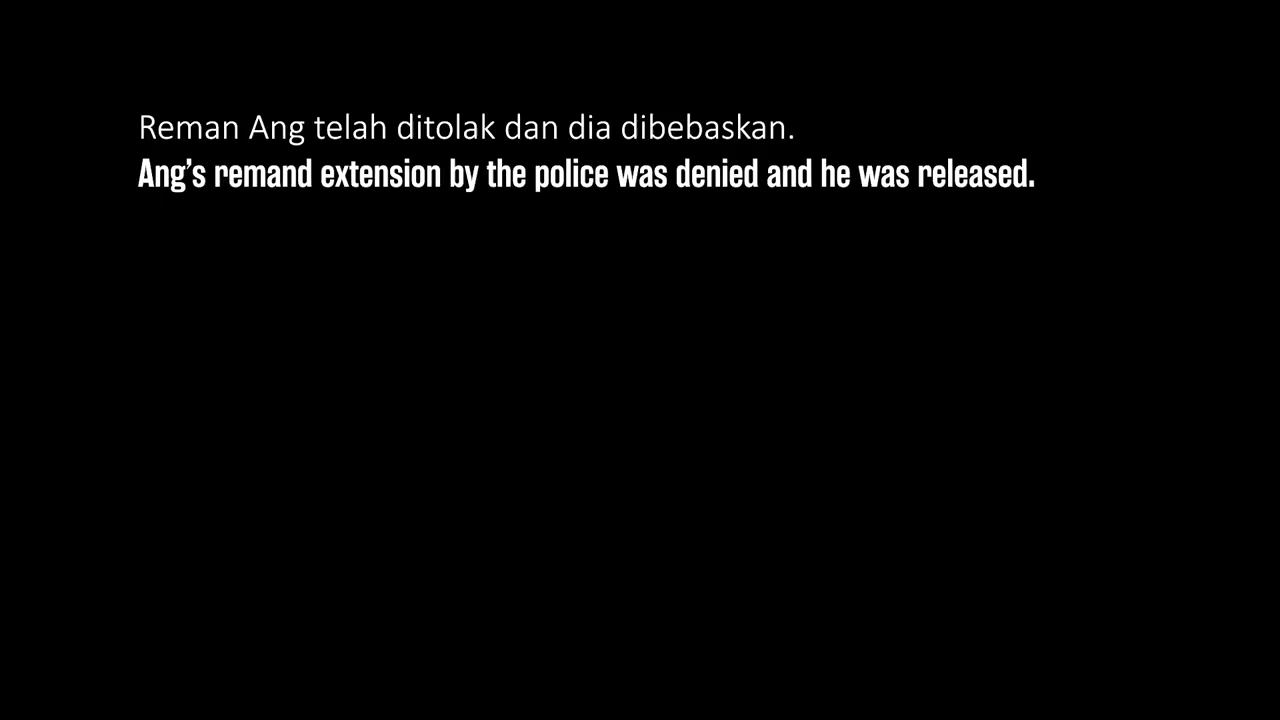 Reman Ang telah ditolak dan dia dibebaskan.
Ang’s remand extension by the police was denied and he was released.